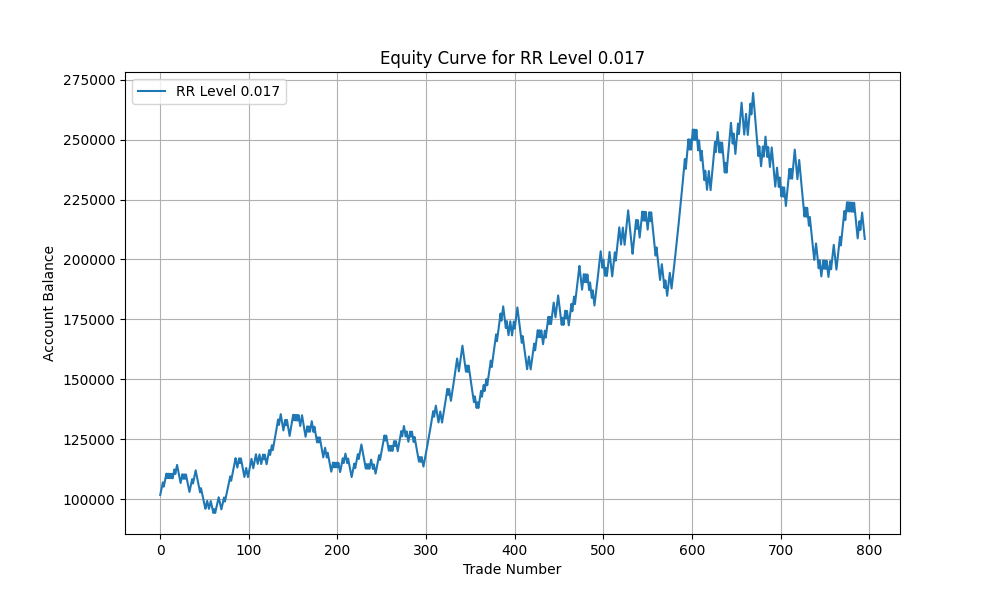 Equity Curve for RR Level 0.017
RR Level 0.017
Account Balance
275000
250000
225000
200000
175000
150000
125000
100000
0 100 200 300 400 500 600 700 800
Trade Number